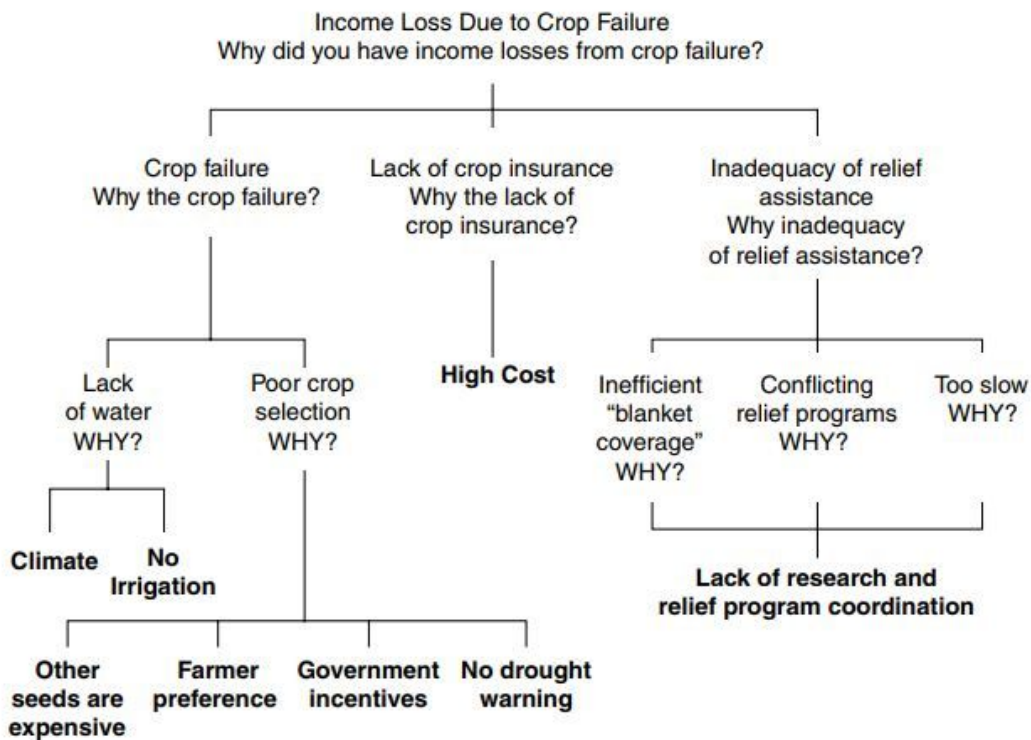 Income Loss Due to Crop Failure
Why did you have income losses from crop failure?
Crop failure
Why the crop failure?
Lack of crop insurance
Why the lack of
crop insurance?
Inadequacy of relief
assistance
Why inadequacy
of relief assistance?
Lack
of water
WHY?
Poor crop
selection
WHY?
High Cost
Inefficient
“blanket
coverage”
WHY?
Conflicting
relief programs
WHY?
Too slow
WHY?
Climate
No
Irrigation
Lack of research and
relief program coordination
Other
seeds are
expensive
Farmer
preference
Government
incentives
No drought
warning